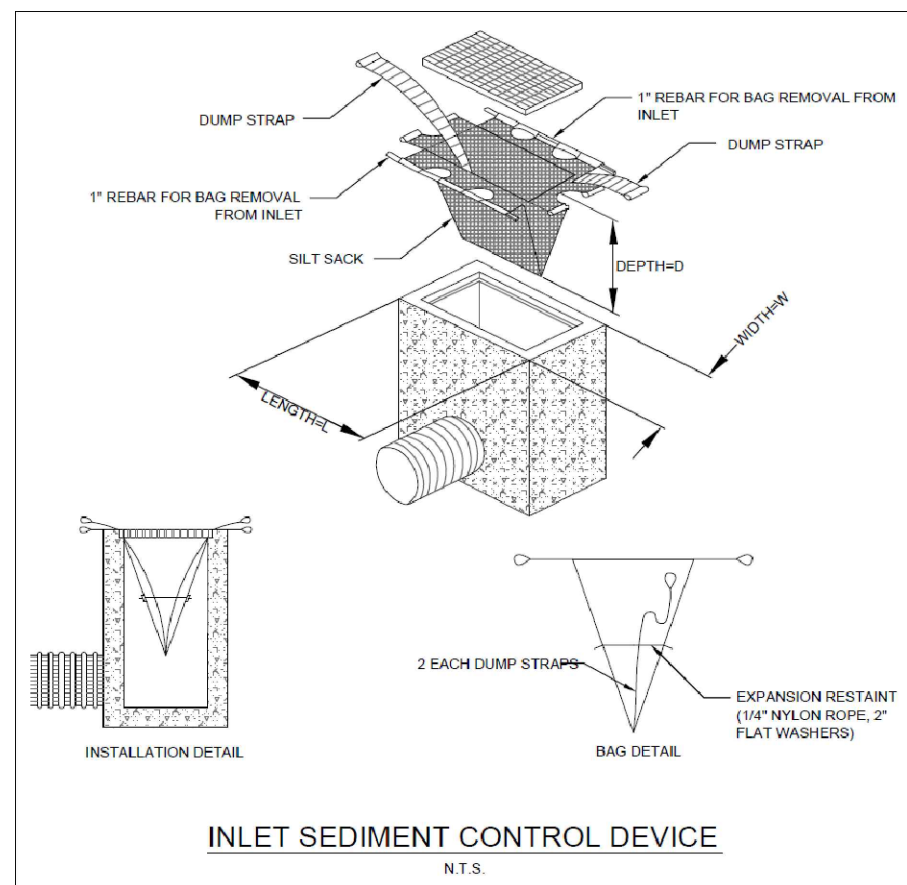 DUMP STRAP
1" REBAR FOR BAG REMOVAL FROM
INLET
DUMP STRAP
1" REBAR FOR BAG REMOVAL
FROM INLET
SILT SACK
DEPTH=D
WIDTH=W
LENGTH=L
2 EACH DUMP STRAPS
EXPANSION RESTAINT
(1/4" NYLON ROPE, 2"
FLAT WASHERS)
INSTALLATION DETAIL
BAG DETAIL
INLET SEDIMENT CONTROL DEVICE
N.T.S.